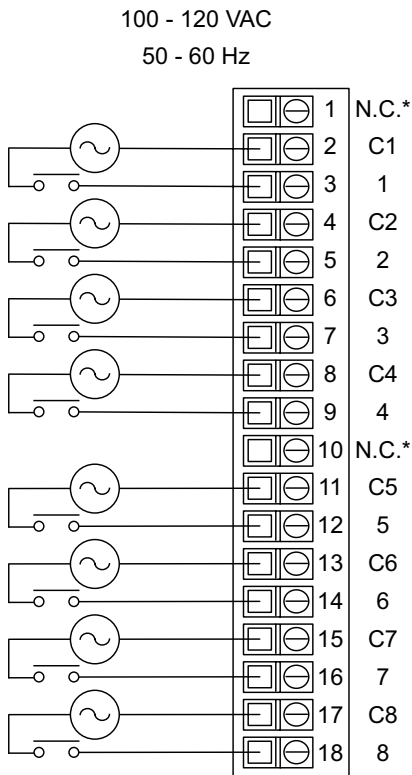 100 - 120 VAC
50 - 60 Hz
1 N.C.*
2 C1
3 1
4 C2
5 2
6 C3
7 3
8 C4
9 4
10 N.C.*
11 C5
12 5
13 C6
14 6
15 C7
16 7
17 C8
18 8